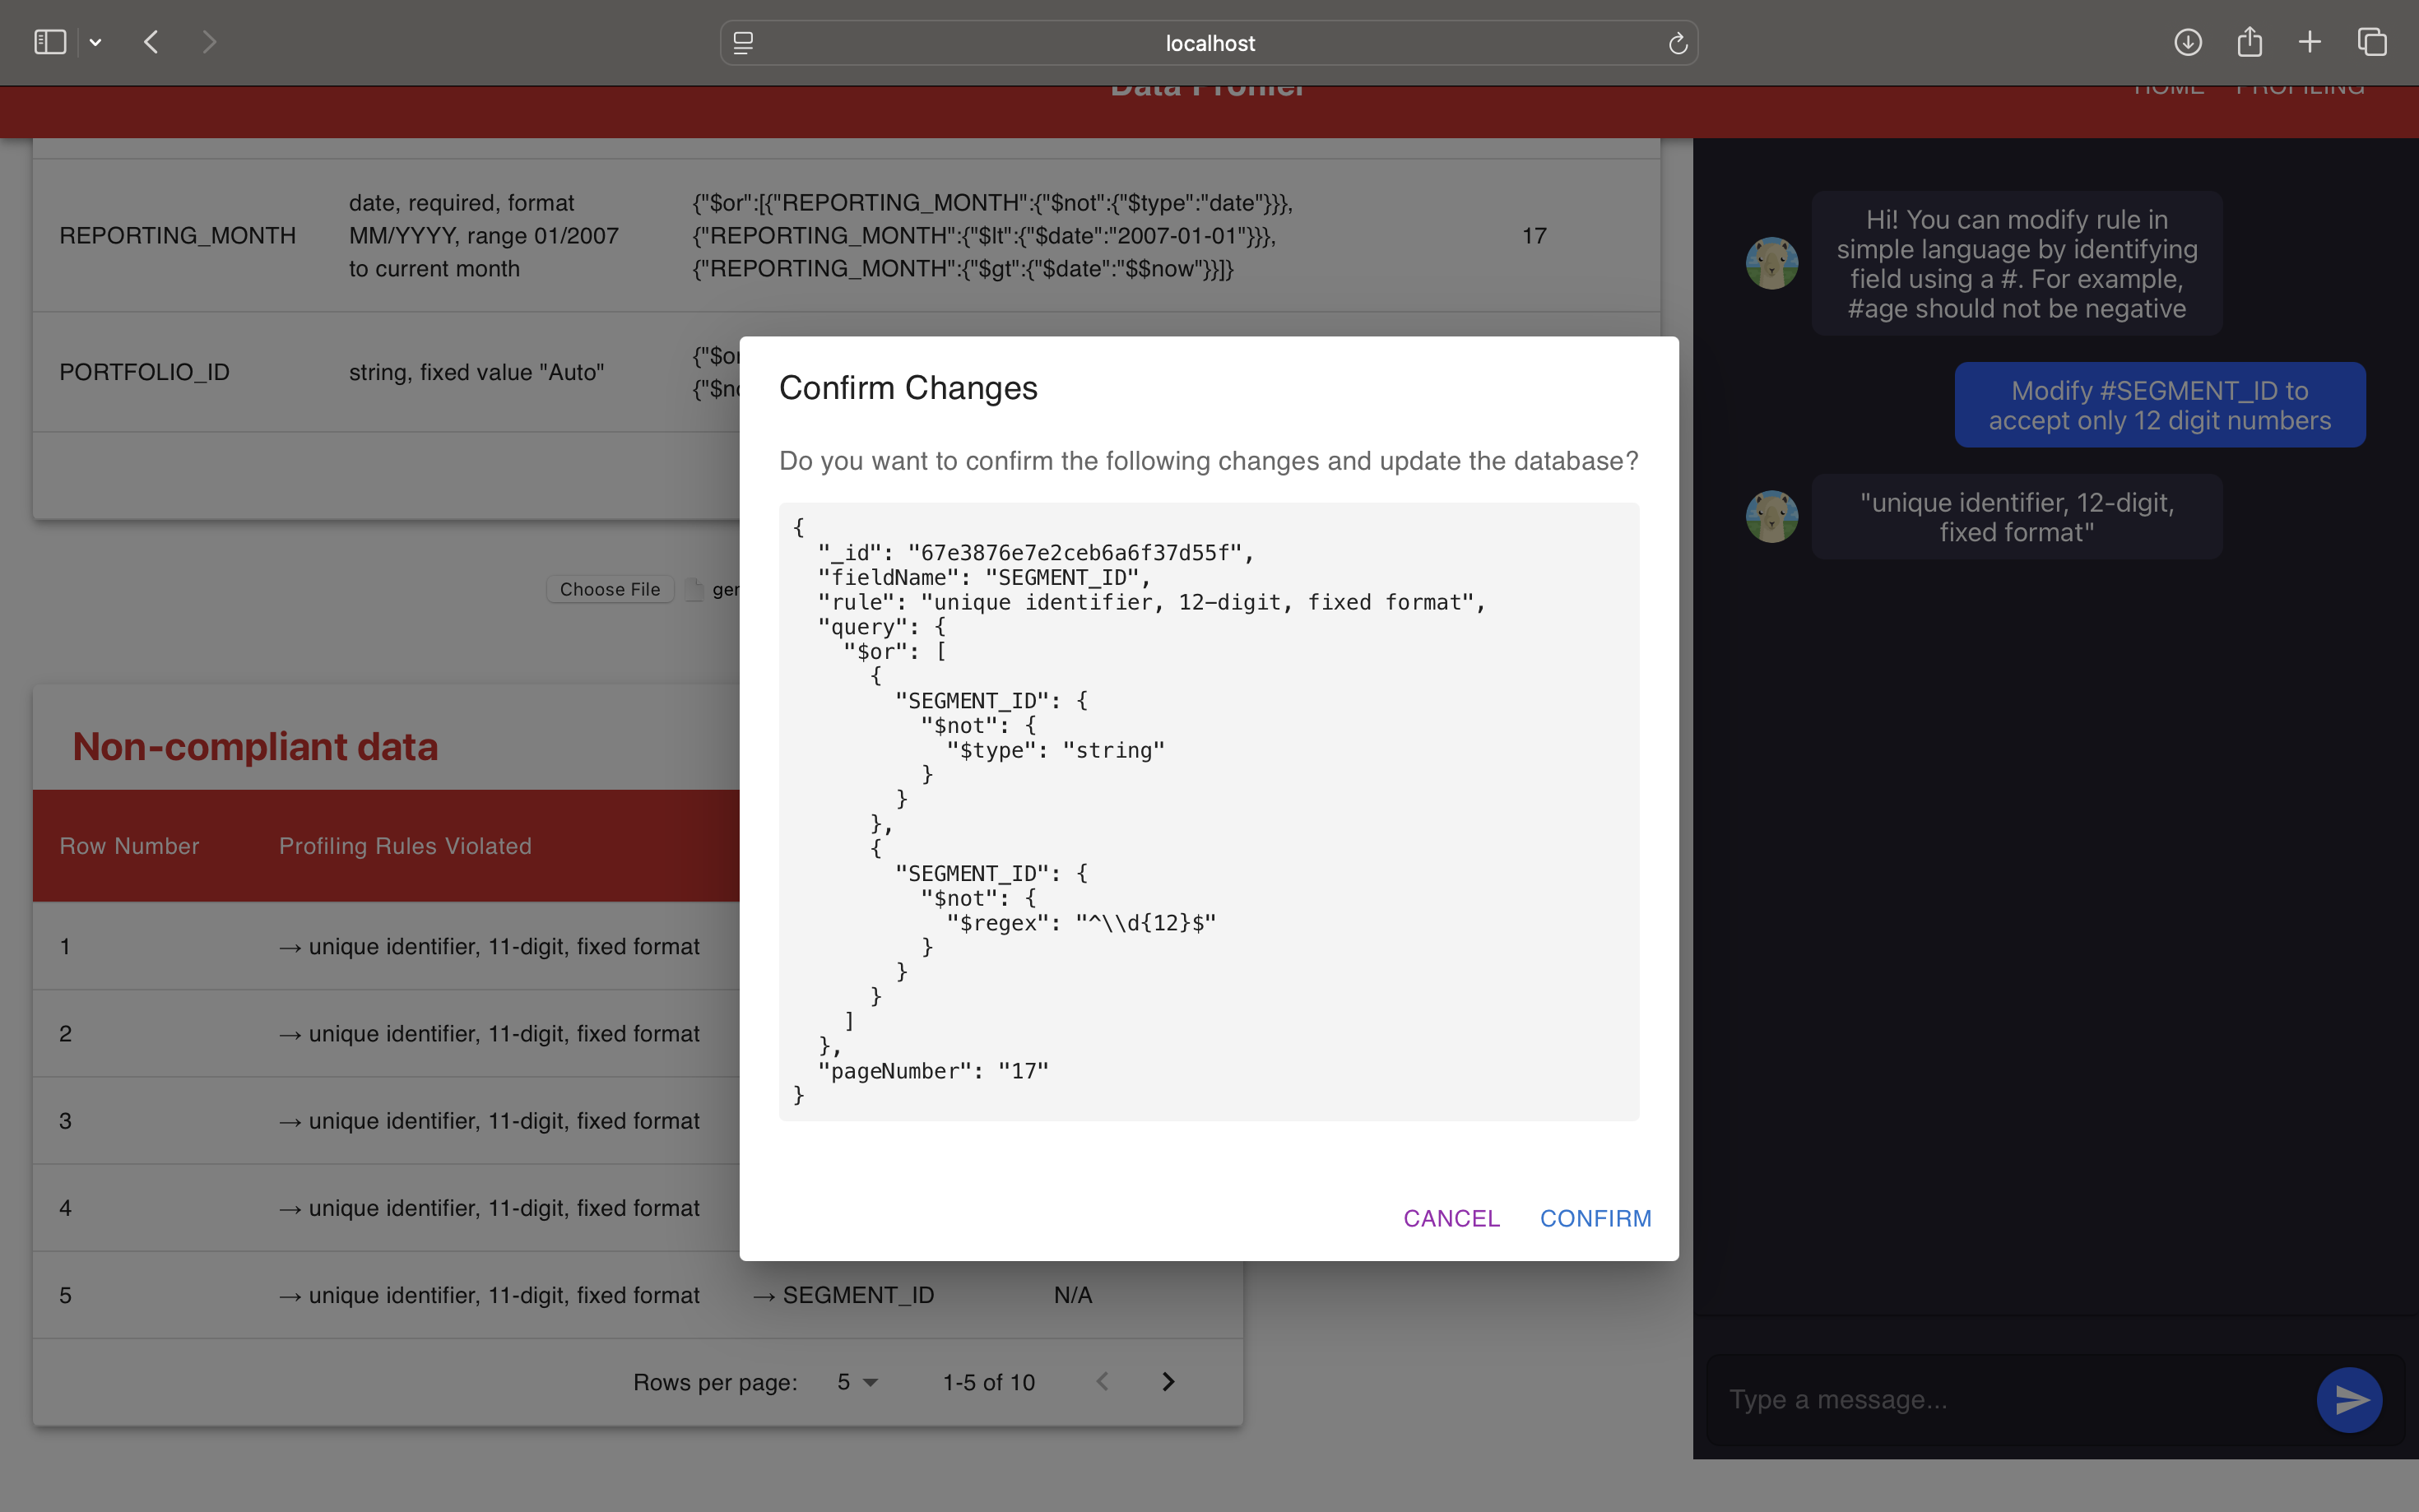 localhost
Data Profiler
HOME PROFILING
REPORTING_MONTH
date, required, format
MM/YYYY, range 01/2007
to current month
{"$or":[{"REPORTING_MONTH":{"$not":{"$type":"date"}}},
{"REPORTING_MONTH":{"$lt":{"$date":"2007-01-01"}}},
{"REPORTING_MONTH":{"$gt":{"$date":"$$now"}}]}
17
PORTFOLIO_ID
string, fixed value "Auto"
{"$or
{"$no
Choose File
ger
Non-compliant data
Row Number Profiling Rules Violated
1 → unique identifier, 11-digit, fixed format
2 → unique identifier, 11-digit, fixed format
3 → unique identifier, 11-digit, fixed format
4 → unique identifier, 11-digit, fixed format
5 → unique identifier, 11-digit, fixed format → SEGMENT_ID N/A
Rows per page: 5 1-5 of 10
Confirm Changes
Do you want to confirm the following changes and update the database?
{
"_id": "67e3876e7e2ceb6a6f37d55f",
"fieldName": "SEGMENT_ID",
"rule": "unique identifier, 12-digit, fixed format",
"query": {
"$or": [
{
"SEGMENT_ID": {
"$not": {
"$type": "string"
}
}
},
{
"SEGMENT_ID": {
"$not": {
"$regex": "^\\d{12}$"
}
}
}
]
},
"pageNumber": "17"
}
CANCEL CONFIRM
Hi! You can modify rule in
simple language by identifying
field using a #. For example,
#age should not be negative
Modify #SEGMENT_ID to
accept only 12 digit numbers
"unique identifier, 12-digit,
fixed format"
Type a message...